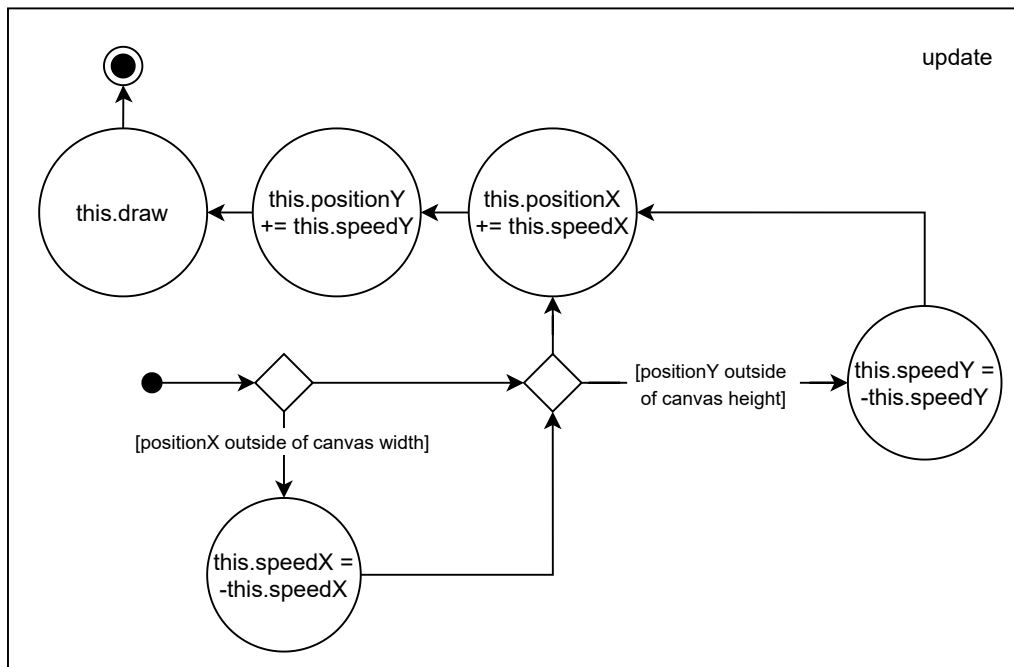 update
this.draw
this.positionY
+= this.speedY
this.positionX
+= this.speedX
[positionY outside
of canvas height]
this.speedY =
-this.speedY
[positionX outside of canvas width]
this.speedX =
-this.speedX